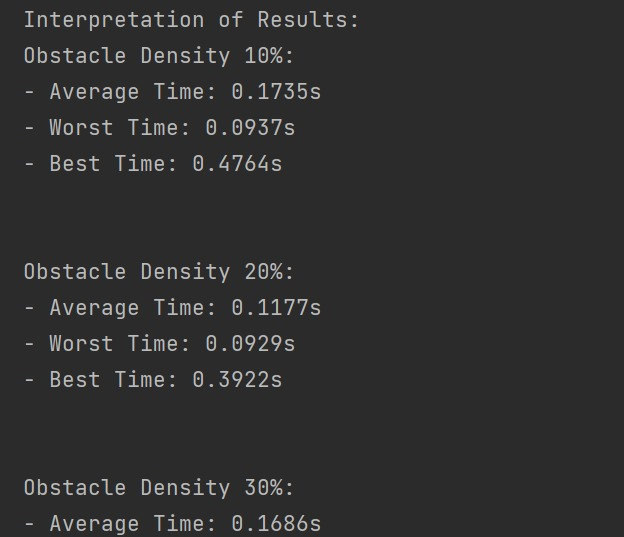 Interpretation of Results:
Obstacle Density 10%:
- Average Time: 0.1735s
- Worst Time: 0.0937s
- Best Time: 0.4764s
Obstacle Density 20%:
- Average Time: 0.1177s
- Worst Time: 0.0929s
- Best Time: 0.3922s
Obstacle Density 30%:
- Average Time: 0.1686s